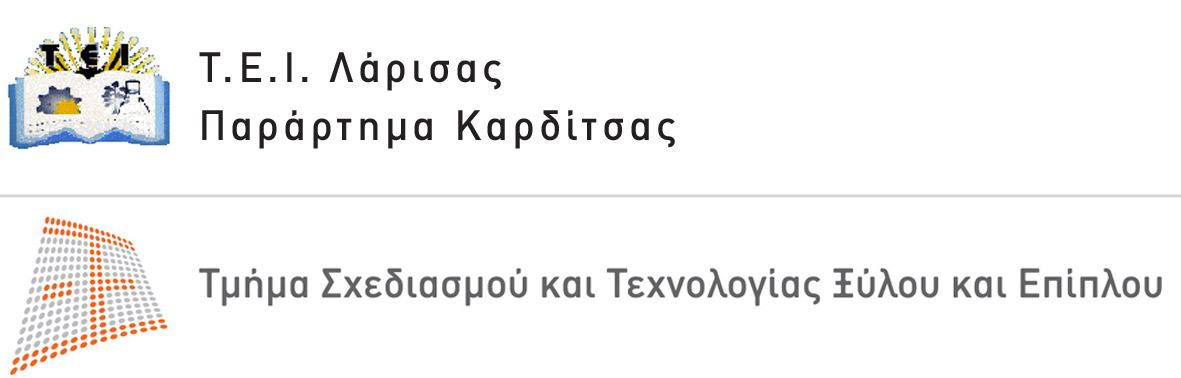 Τ Ε Ι
Τ.Ε.Ι. Λάρισας
Παράρτημα Καρδίτσας
Τμήμα Σχεδιασμού και Τεχνολογίας Ξύλου και Επίπλου